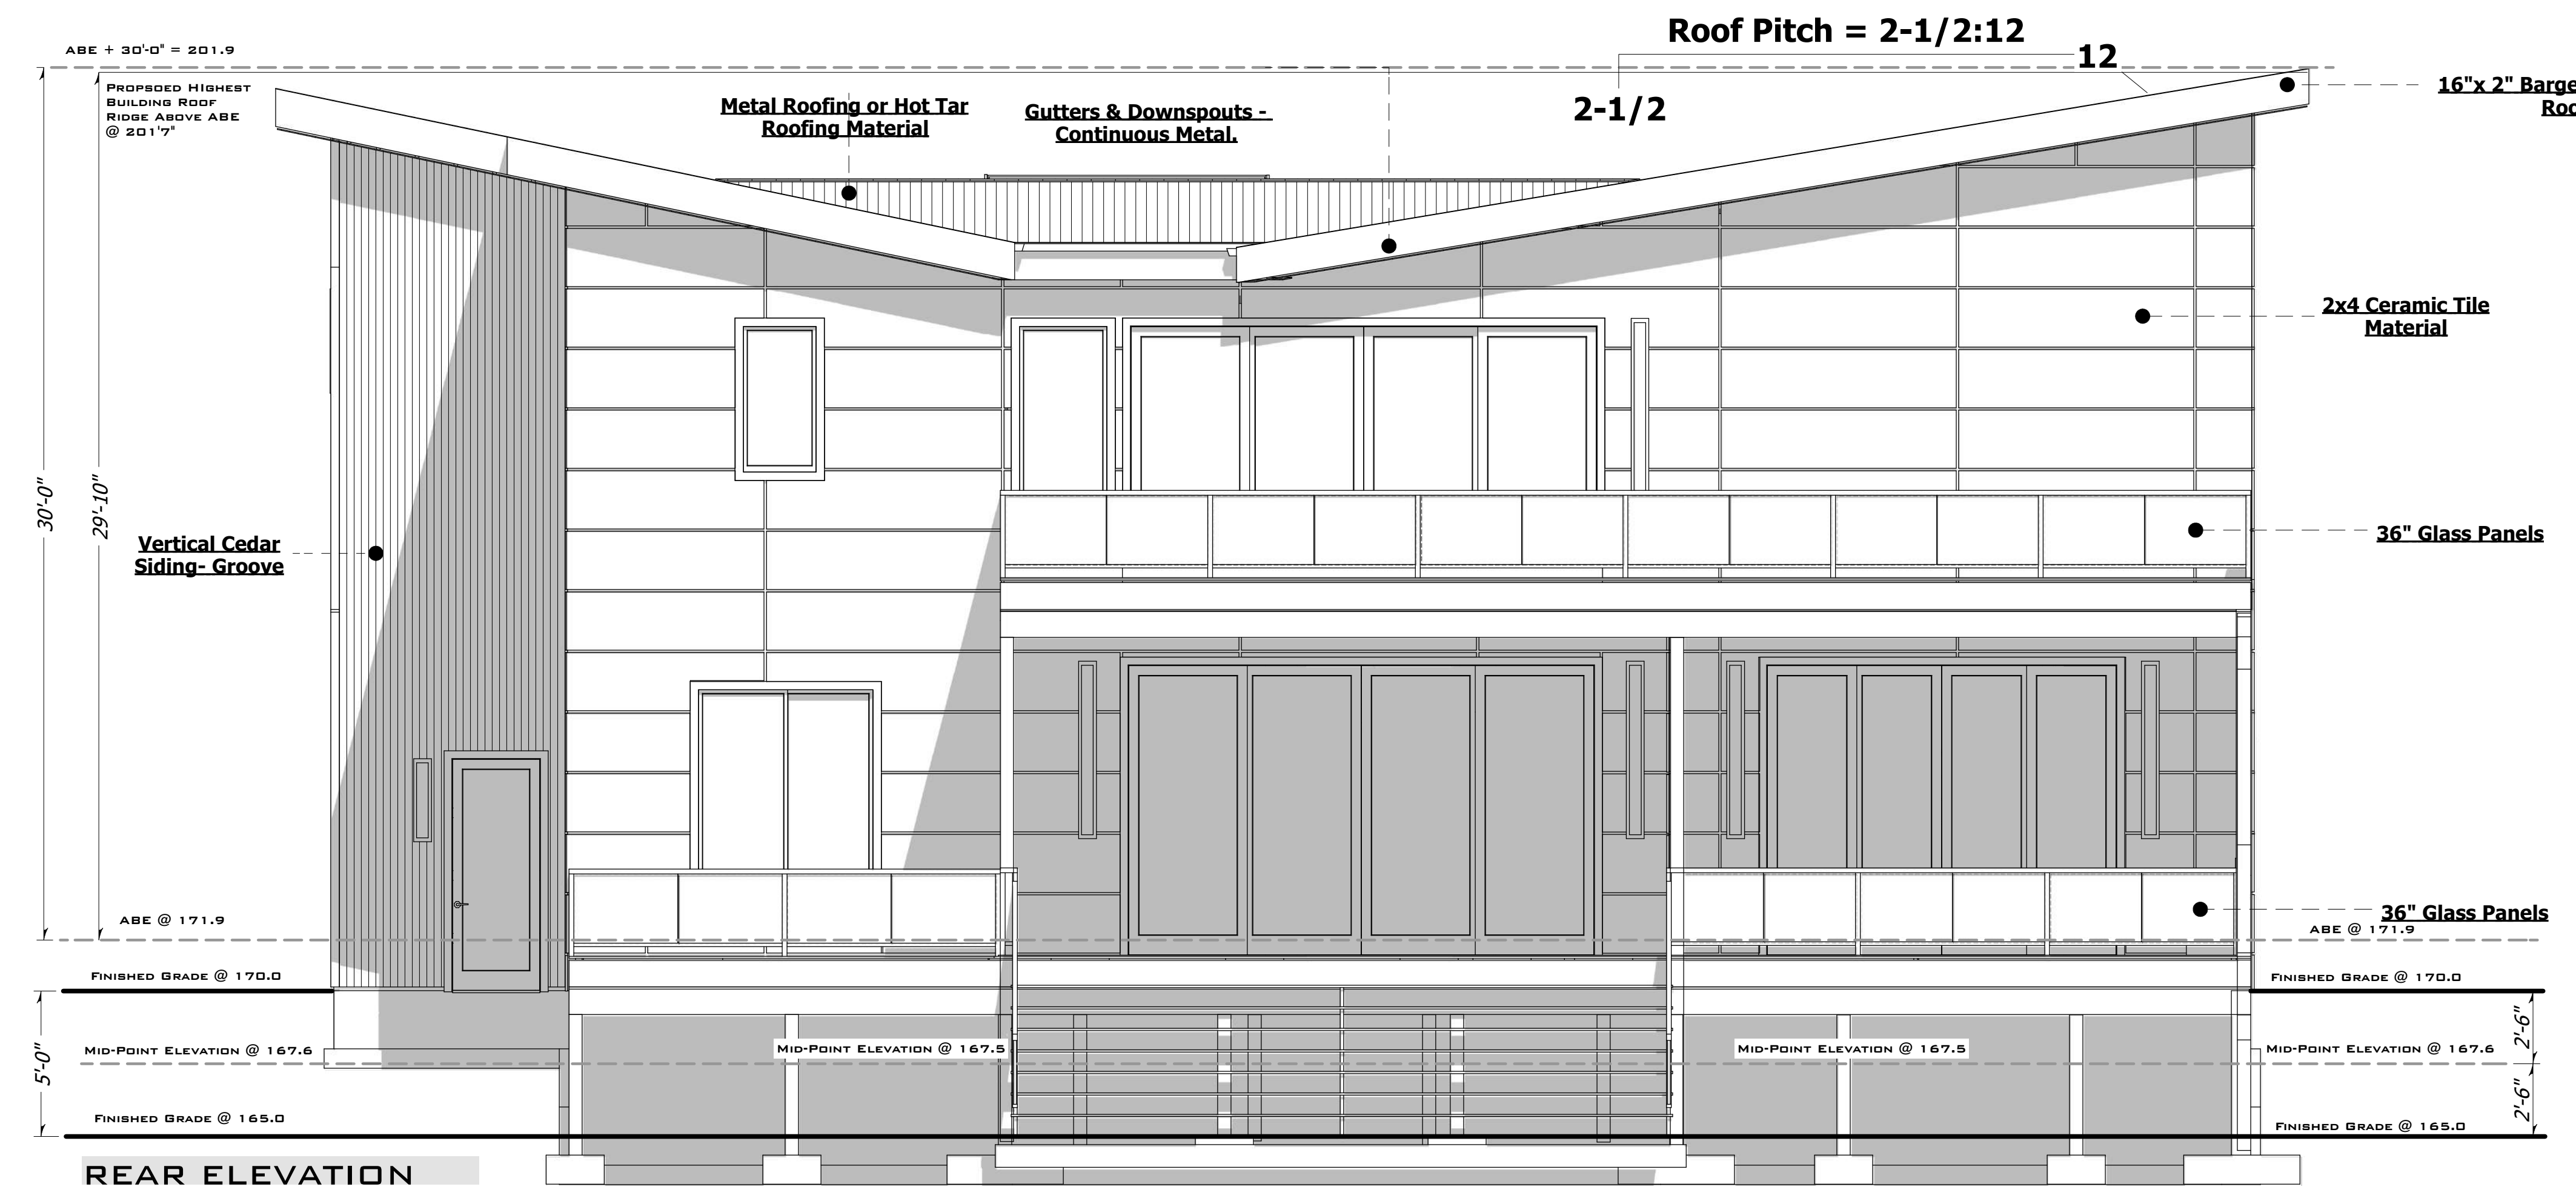 Roof Pitch = 2-1/2:12
12
2-1/2
ABE + 30'-0" = 201.9
PROPSOED HIGHEST
BUILDING ROOF
RIDGE ABOVE ABE
@ 201'7"
Metal Roofing or Hot Tar
Roofing Material
Gutters & Downspouts -
Continuous Metal.
16"x 2" Barge
2x4 Ceramic Tile
Material
30'-0"
29'-10"
Vertical Cedar
Siding- Groove
36" Glass Panels
36" Glass Panels
ABE @ 171.9
ABE @ 171.9
FINISHED GRADE @ 170.0
FINISHED GRADE @ 170.0
5'-0"
MID-POINT ELEVATION @ 167.6
MID-POINT ELEVATION @ 167.5
MID-POINT ELEVATION @ 167.5
MID-POINT ELEVATION @ 167.6
2'-6"
2'-6"
FINISHED GRADE @ 165.0
FINISHED GRADE @ 165.0
REAR ELEVATION